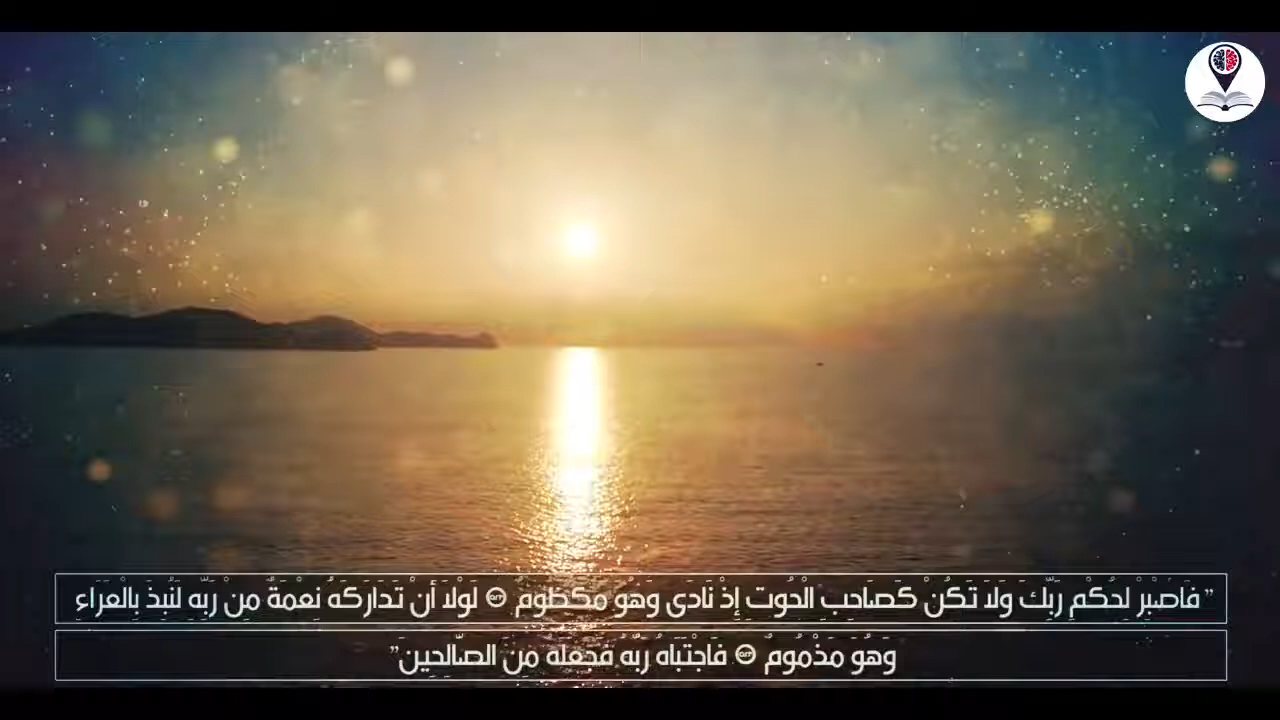 ” فَاصْبِرْ لِحُكْمِ رَبِّكَ وَلَا تَكُنْ كَصَاحِبِ الْحُوتِ إِذْ نَادَى وَهُوَ مَكْظُومٌ ۝ لَوْلَا أَنْ تَدَارَكَهُ نِعْمَةٌ مِنْ رَبِّهِ لَنُبِذَ بِالْعَرَاءِ
وَهُوَ مَذْمُومٌ ۝ فَاجْتَبَاهُ رَبُّهُ فَجَعَلَهُ مِنَ الصَّالِحِينَ”